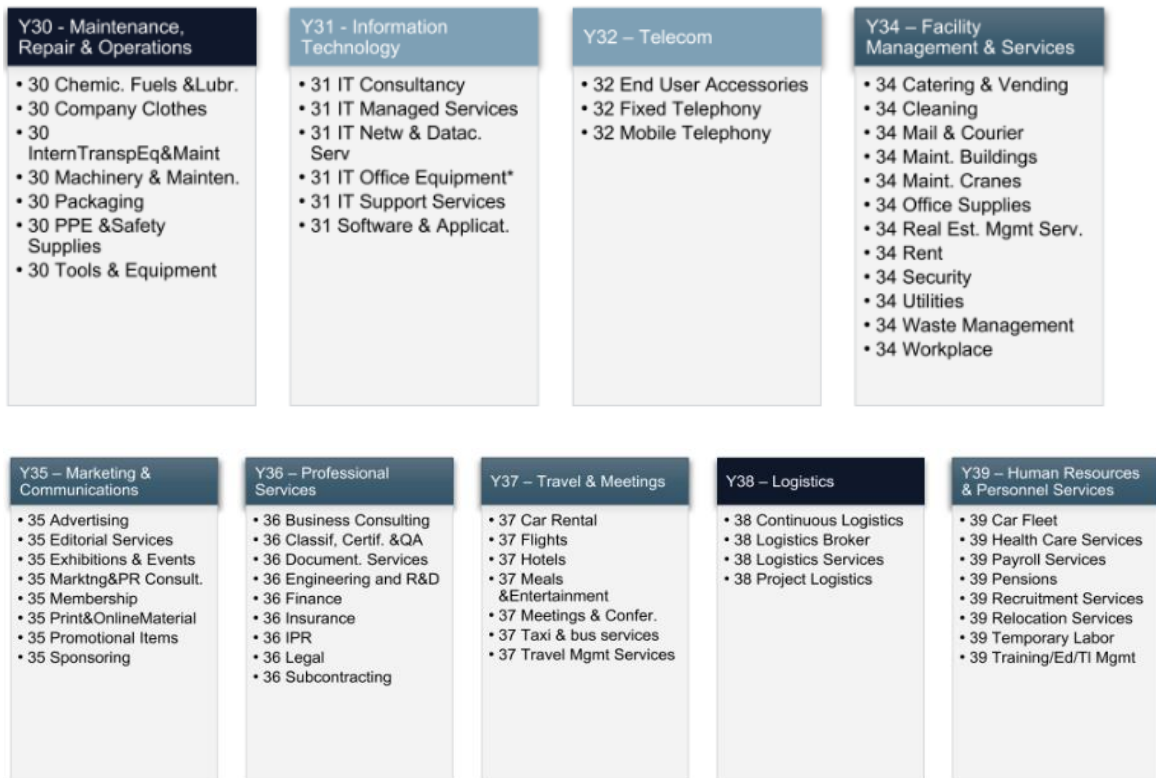 Y30 - Maintenance,
Repair & Operations
• 30 Chemic. Fuels &Lubr.
• 30 Company Clothes
• 30
InternTranspEq&Maint
• 30 Machinery & Mainten.
• 30 Packaging
• 30 PPE &Safety
Supplies
• 30 Tools & Equipment
Y31 - Information
Technology
• 31 IT Consultancy
• 31 IT Managed Services
• 31 IT Netw & Datac.
Serv
• 31 IT Office Equipment*
• 31 IT Support Services
• 31 Software & Applicat.
Y32 – Telecom
• 32 End User Accessories
• 32 Fixed Telephony
• 32 Mobile Telephony
Y34 – Facility
Management & Services
• 34 Catering & Vending
• 34 Cleaning
• 34 Mail & Courier
• 34 Maint. Buildings
• 34 Maint. Cranes
• 34 Office Supplies
• 34 Real Est. Mgmt Serv.
• 34 Rent
• 34 Security
• 34 Utilities
• 34 Waste Management
• 34 Workplace
Y35 – Marketing &
Communications
• 35 Advertising
• 35 Editorial Services
• 35 Exhibitions & Events
• 35 Marktng&PR Consult.
• 35 Membership
• 35 Print&OnlineMaterial
• 35 Promotional Items
• 35 Sponsoring
Y36 – Professional
Services
• 36 Business Consulting
• 36 Classif, Certif. &QA
• 36 Document. Services
• 36 Engineering and R&D
• 36 Finance
• 36 Insurance
• 36 IPR
• 36 Legal
• 36 Subcontracting
Y37 – Travel & Meetings
• 37 Car Rental
• 37 Flights
• 37 Hotels
• 37 Meals
&Entertainment
• 37 Meetings & Confer.
• 37 Taxi & bus services
• 37 Travel Mgmt Services
Y38 – Logistics
• 38 Continuous Logistics
• 38 Logistics Broker
• 38 Logistics Services
• 38 Project Logistics
Y39 – Human Resources
& Personnel Services
• 39 Car Fleet
• 39 Health Care Services
• 39 Payroll Services
• 39 Pensions
• 39 Recruitment Services
• 39 Relocation Services
• 39 Temporary Labor
• 39 Training/Ed/Tl Mgmt